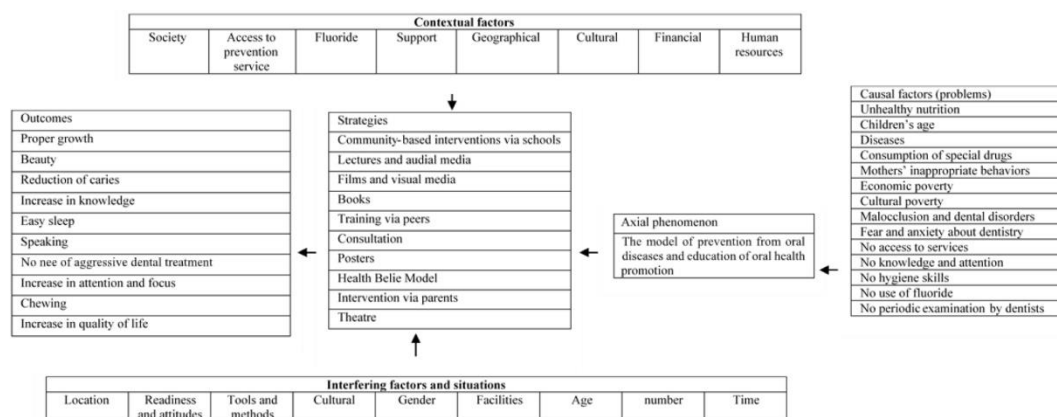 Contextual factors
Society Access to prevention service Fluoride Support Geographical Cultural Financial Human resources
Outcomes
Proper growth
Beauty
Reduction of caries
Increase in knowledge
Easy sleep
Speaking
No nee of aggressive dental treatment
Increase in attention and focus
Chewing
Increase in quality of life
Strategies
Community-based interventions via schools
Lectures and audial media
Films and visual media
Books
Training via peers
Consultation
Posters
Health Belie Model
Intervention via parents
Theatre
Axial phenomenon
The model of prevention from oral
diseases and education of oral health
promotion
Causal factors (problems)
Unhealthy nutrition
Children's age
Diseases
Consumption of special drugs
Mothers' inappropriate behaviors
Economic poverty
Cultural poverty
Malocclusion and dental disorders
Fear and anxiety about dentistry
No access to services
No knowledge and attention
No hygiene skills
No use of fluoride
No periodic examination by dentists
Interfering factors and situations
Location Readiness and attitudes Tools and methods Cultural Gender Facilities Age number Time